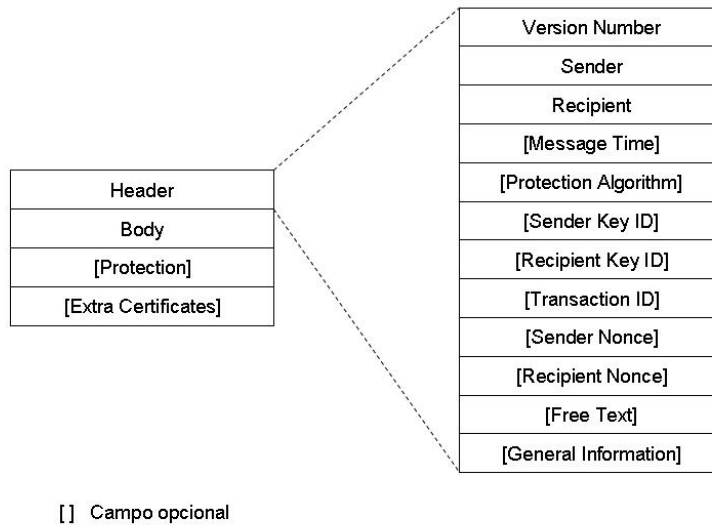 Header
Body
[Protection]
[Extra Certificates]
Version Number
Sender
Recipient
[Message Time]
[Protection Algorithm]
[Sender Key ID]
[Recipient Key ID]
[Transaction ID]
[Sender Nonce]
[Recipient Nonce]
[Free Text]
[General Information]
[ ] Campo opcional